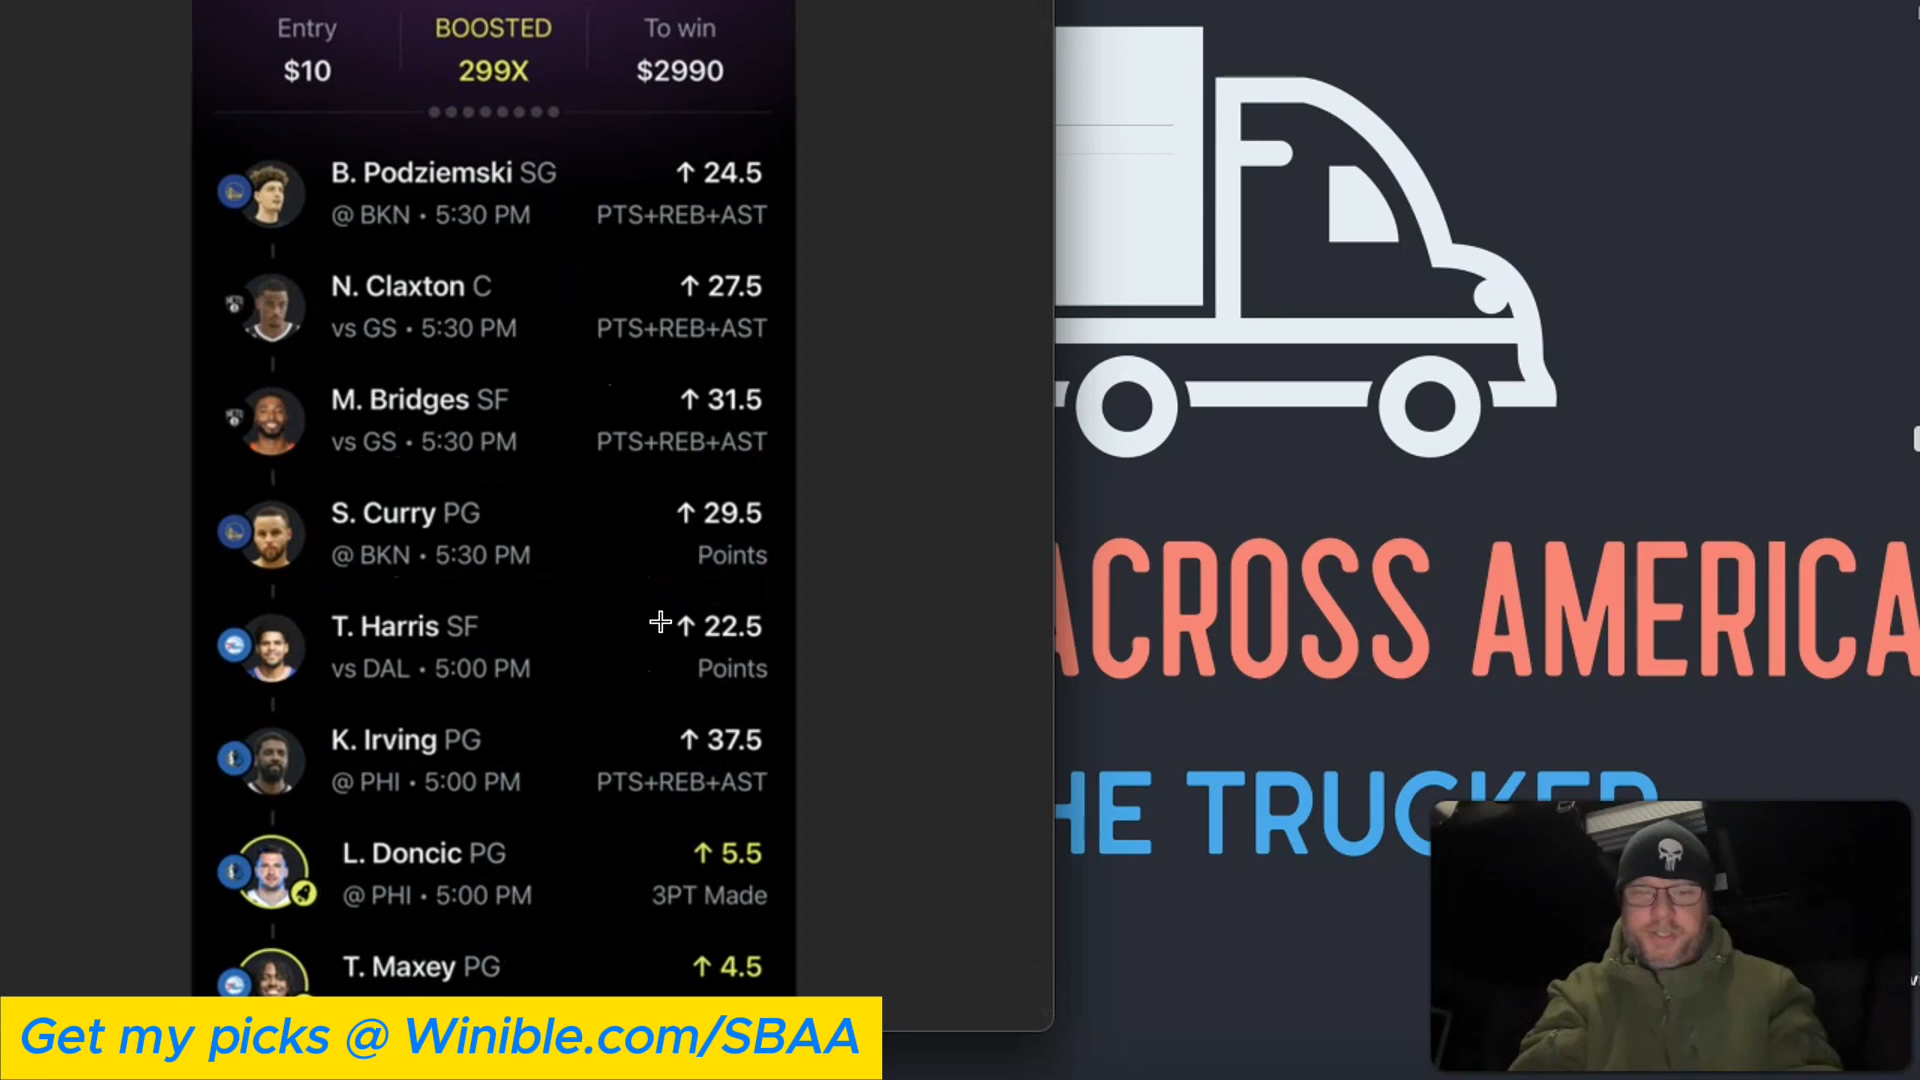 Entry
BOOSTED
To win
$10
299X
$2990
B. Podziemski SG
↑ 24.5
@ BKN • 5:30 PM
PTS+REB+AST
N. Claxton C
↑ 27.5
vs GS • 5:30 PM
PTS+REB+AST
M. Bridges SF
↑ 31.5
vs GS • 5:30 PM
PTS+REB+AST
S. Curry PG
↑ 29.5
@ BKN • 5:30 PM
Points
T. Harris SF
↑ 22.5
vs DAL • 5:00 PM
Points
K. Irving PG
↑ 37.5
@ PHI • 5:00 PM
PTS+REB+AST
L. Doncic PG
↑ 5.5
@ PHI • 5:00 PM
3PT Made
T. Maxey PG
↑ 4.5
ACROSS AMERICA
HE TRUCKER
Get my picks @ Winible.com/SBAA